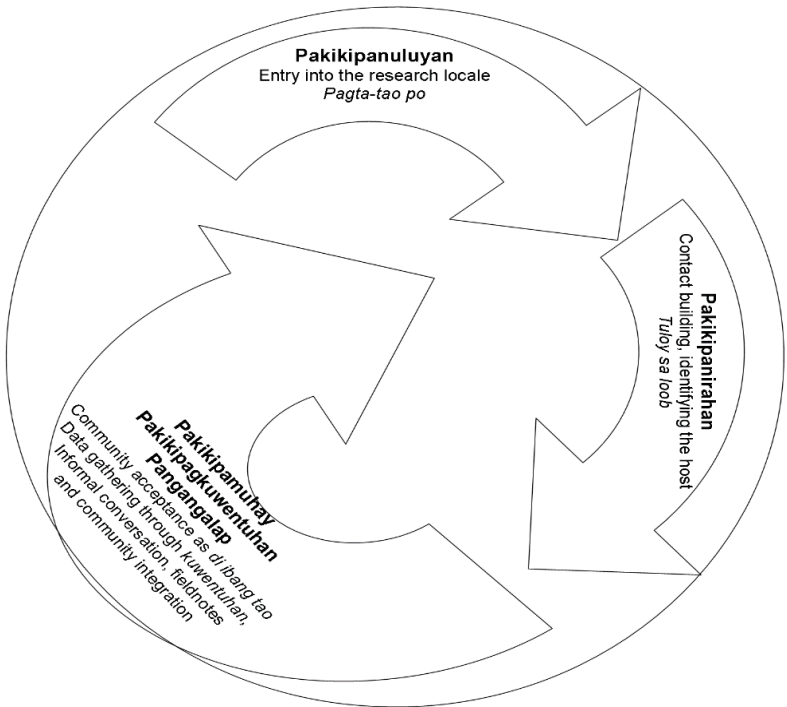 Pakikipanuluyan
Entry into the research locale
Pagta-tao po
Pakikipanirahan
Contact building, identifying the host
Tuloy sa loob
Pakikipamuhay
Pakikipagkuwentuhan
Pangangalap
Community acceptance as di ibang tao
Data gathering through kuwentuhan,
Informal conversation, fieldnotes
and community integration